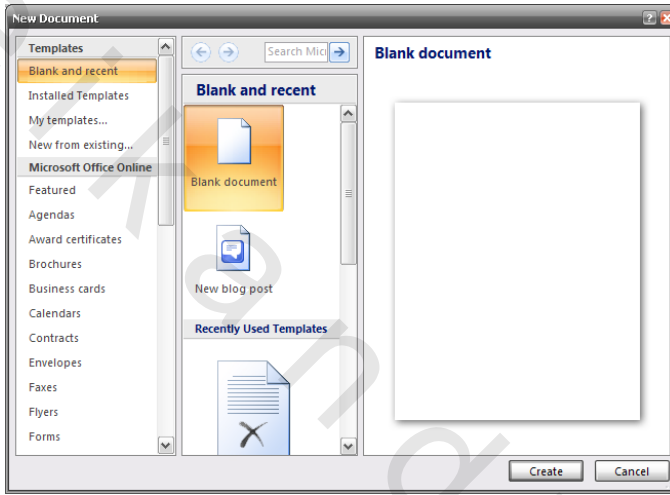 New Document
Templates
Blank and recent
Installed Templates
My templates...
New from existing...
Microsoft Office Online
Featured
Agendas
Award certificates
Brochures
Business cards
Calendars
Contracts
Envelopes
Faxes
Flyers
Forms
Search Micr
Blank and recent
Blank document
New blog post
Recently Used Templates
Blank document
Create
Cancel